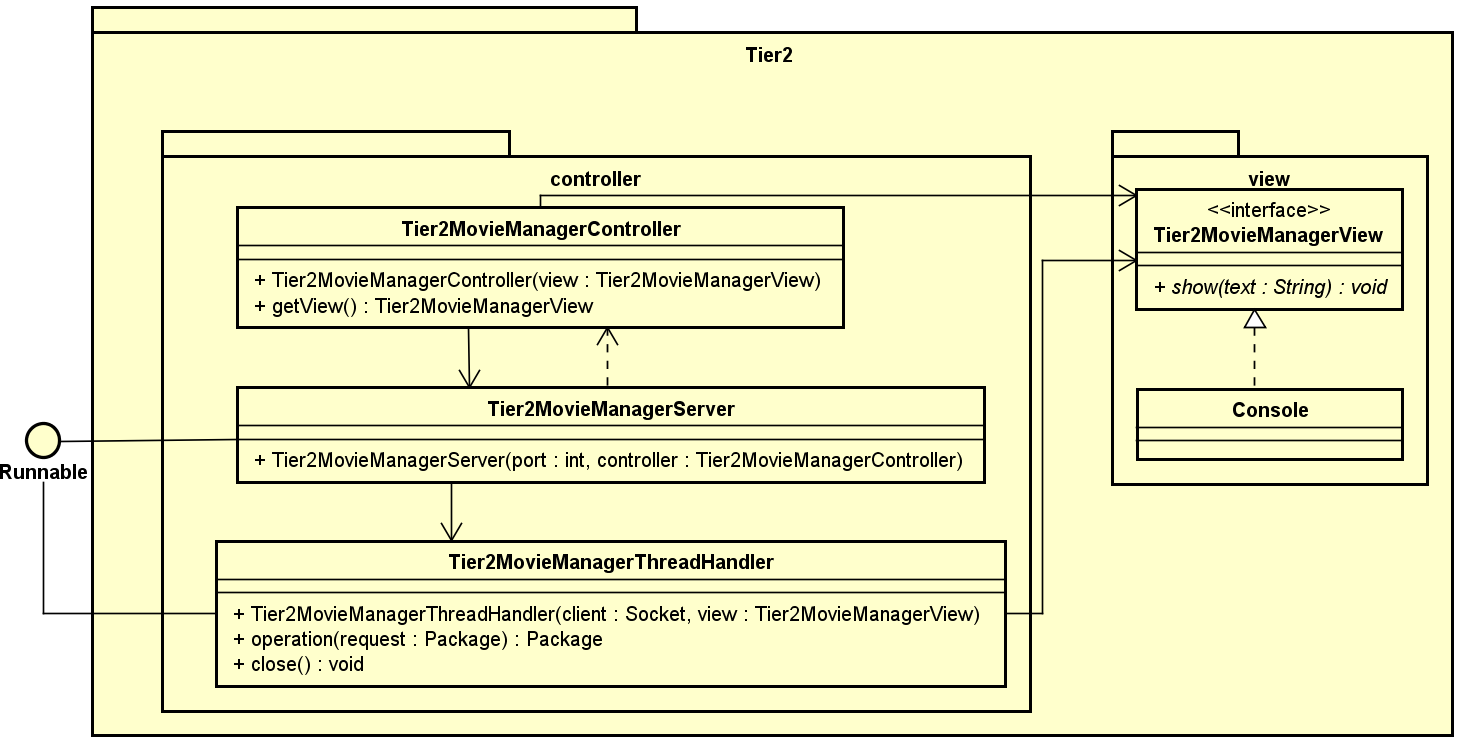 Tier2
controller
Tier2MovieManagerController
+ Tier2MovieManagerController(view : Tier2MovieManagerView)
+ getView() : Tier2MovieManagerView
view
<<interface>>
Tier2MovieManagerView
+ show(text : String) : void
Console
Tier2MovieManagerServer
+ Tier2MovieManagerServer(port : int, controller : Tier2MovieManagerController)
Runnable
Tier2MovieManagerThreadHandler
+ Tier2MovieManagerThreadHandler(client : Socket, view : Tier2MovieManagerView)
+ operation(request : Package) : Package
+ close() : void